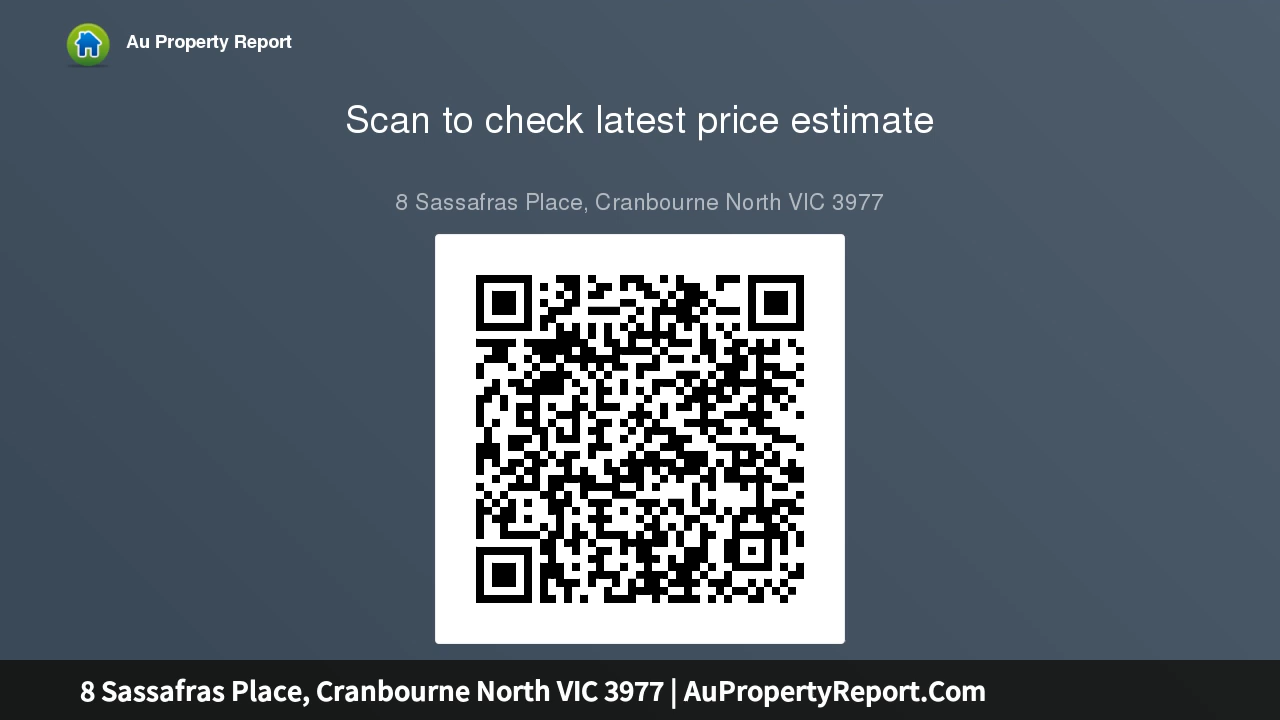 Au Property Report
Scan to check latest price estimate
8 Sassafras Place, Cranbourne North VIC 3977
8 Sassafras Place, Cranbourne North VIC 3977 | AuPropertyReport.Com